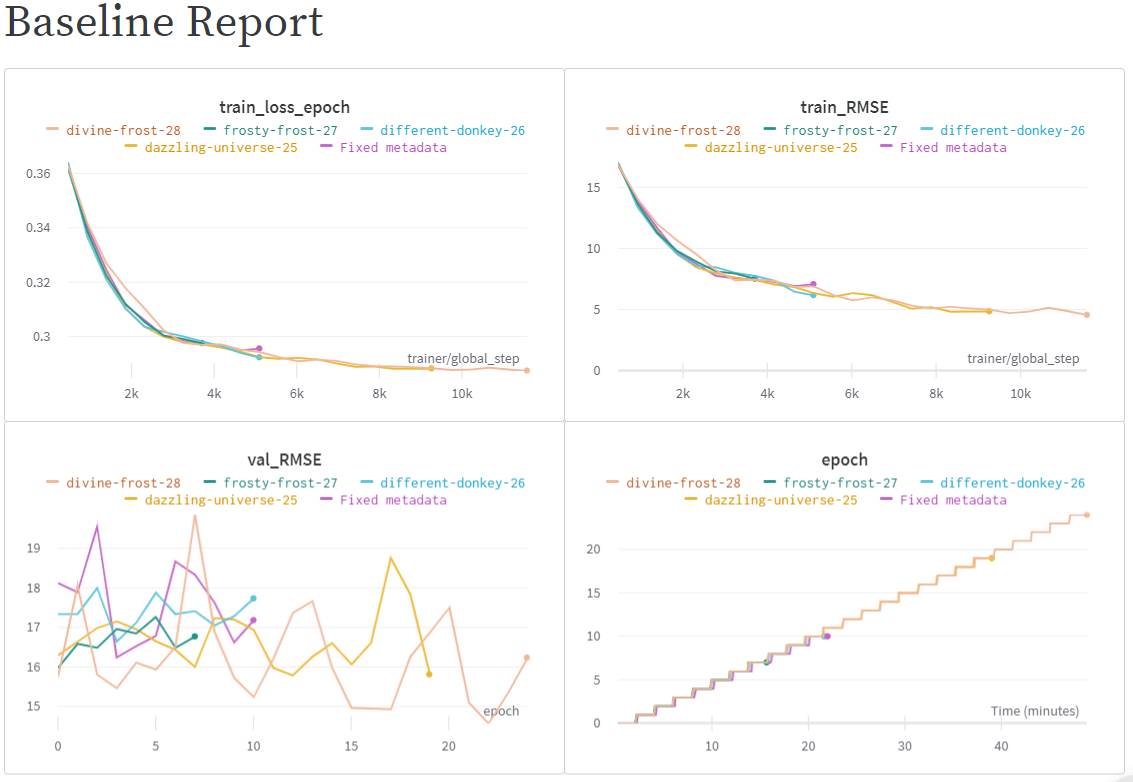 Baseline Report
train_loss_epoch
divine-frost-28 frosty-frost-27 different-donkey-26
dazzling-universe-25 Fixed metadata
0.36
0.34
0.32
0.3
trainer/global_step
2k 4k 6k 8k 10k
train_RMSE
divine-frost-28 frosty-frost-27 different-donkey-26
dazzling-universe-25 Fixed metadata
15
10
5
0
trainer/global_step
2k 4k 6k 8k 10k
val_RMSE
divine-frost-28 frosty-frost-27 different-donkey-26
dazzling-universe-25 Fixed metadata
19
18
17
16
15
epoch
0 5 10 15 20
epoch
divine-frost-28 frosty-frost-27 different-donkey-26
dazzling-universe-25 Fixed metadata
20
15
10
5
0
Time (minutes)
10 20 30 40